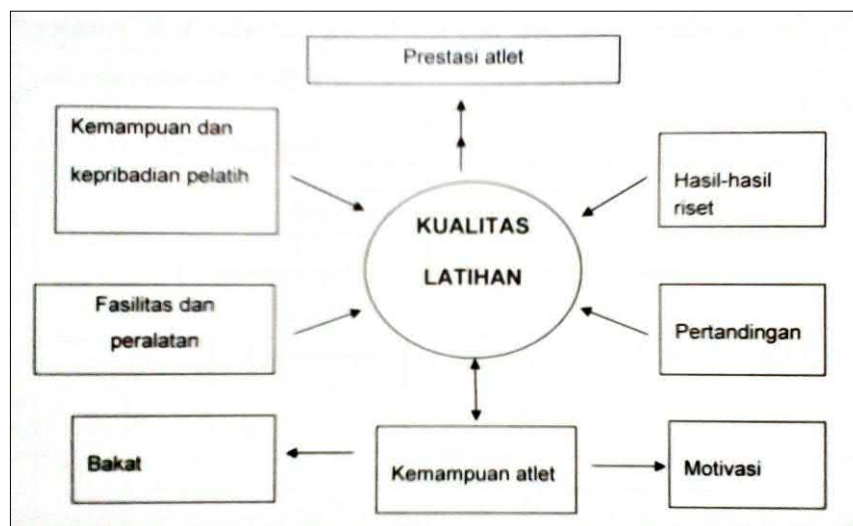 Prestasi atlet
Kemampuan dan
kepribadian pelatih
Hasil-hasil
riset
KUALITAS
LATIHAN
Fasilitas dan
peralatan
Pertandingan
Bakat
Kemampuan atlet
Motivasi